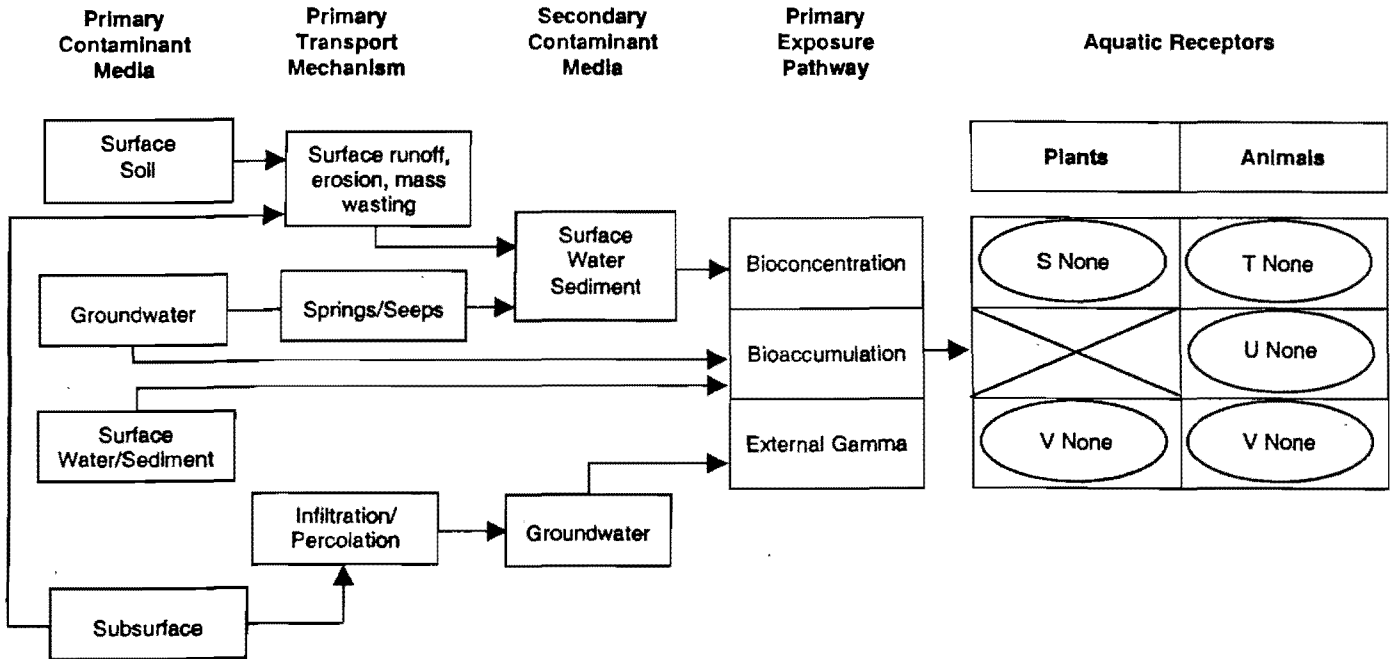 Primary
Contaminant
Media
Primary
Transport
Mechanism
Secondary
Contaminant
Media
Primary
Exposure
Pathway
Aquatic Receptors
Surface
Soil
Surface runoff,
erosion, mass
wasting
Plants
Animals
Surface
Water
Sediment
Bioconcentration
S None
T None
Groundwater
Springs/Seeps
Bioaccumulation
U None
Surface
Water/Sediment
External Gamma
V None
V None
Infiltration/
Percolation
Groundwater
Subsurface